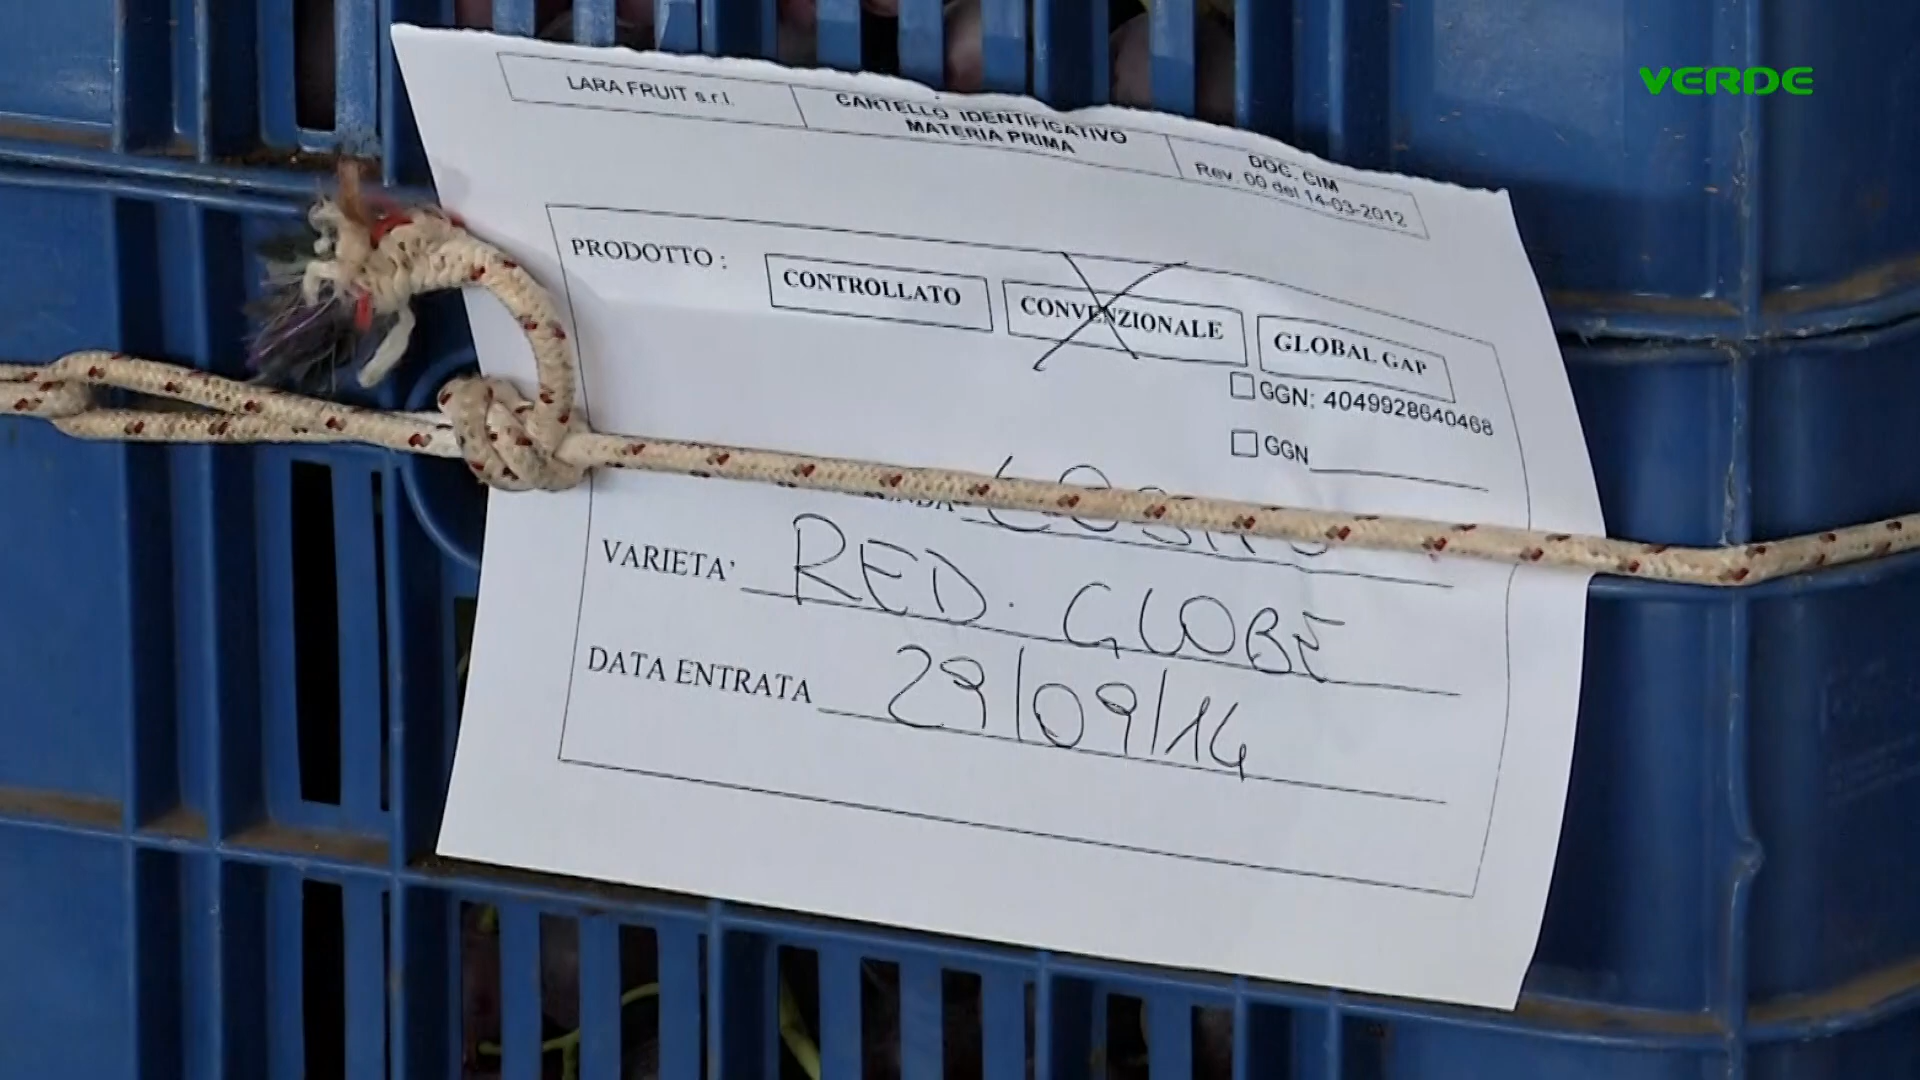 VERDE
LARA FRUIT s.r.l.
CARTELLO IDENTIFICATIVO
MATERIA PRIMA
DOC. CIM
Rev. 00 del 14-03-2012
PRODOTTO :
CONTROLLATO
CONVENZIONALE
GLOBAL GAP
GGN: 4049928640468
GGN
VARIETA' RED. GLOBE
DATA ENTRATA 29/09/14